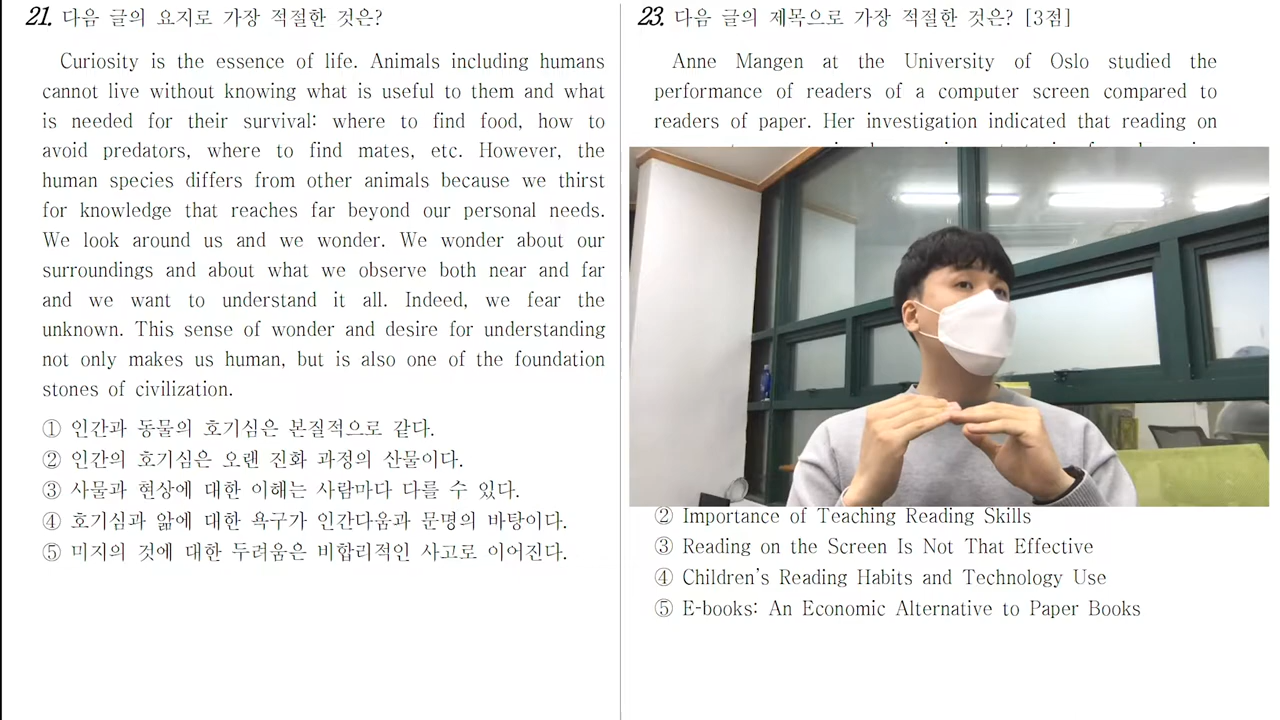 21. 다음 글의 요지로 가장 적절한 것은?
Curiosity is the essence of life. Animals including humans
cannot live without knowing what is useful to them and what
is needed for their survival: where to find food, how to
avoid predators, where to find mates, etc. However, the
human species differs from other animals because we thirst
for knowledge that reaches far beyond our personal needs.
We look around us and we wonder. We wonder about our
surroundings and about what we observe both near and far
and we want to understand it all. Indeed, we fear the
unknown. This sense of wonder and desire for understanding
not only makes us human, but is also one of the foundation
stones of civilization.
① 인간과 동물의 호기심은 본질적으로 같다.
② 인간의 호기심은 오랜 진화 과정의 산물이다.
③ 사물과 현상에 대한 이해는 사람마다 다를 수 있다.
④ 호기심과 앎에 대한 욕구가 인간다움과 문명의 바탕이다.
⑤ 미지의 것에 대한 두려움은 비합리적인 사고로 이어진다.
23. 다음 글의 제목으로 가장 적절한 것은? [3점]
Anne Mangen at the University of Oslo studied the
performance of readers of a computer screen compared to
readers of paper. Her investigation indicated that reading on
② Importance of Teaching Reading Skills
③ Reading on the Screen Is Not That Effective
④ Children's Reading Habits and Technology Use
⑤ E-books: An Economic Alternative to Paper Books